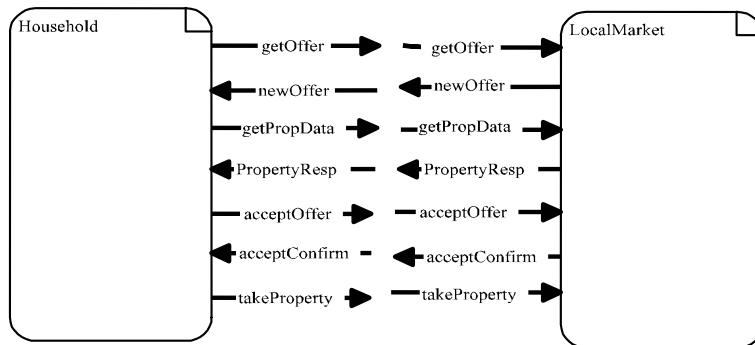 Household
LocalMarket
getOffer getOffer
newOffer newOffer
getPropData getPropData
PropertyResp PropertyResp
acceptOffer acceptOffer
acceptConfirm acceptConfirm
takeProperty takeProperty